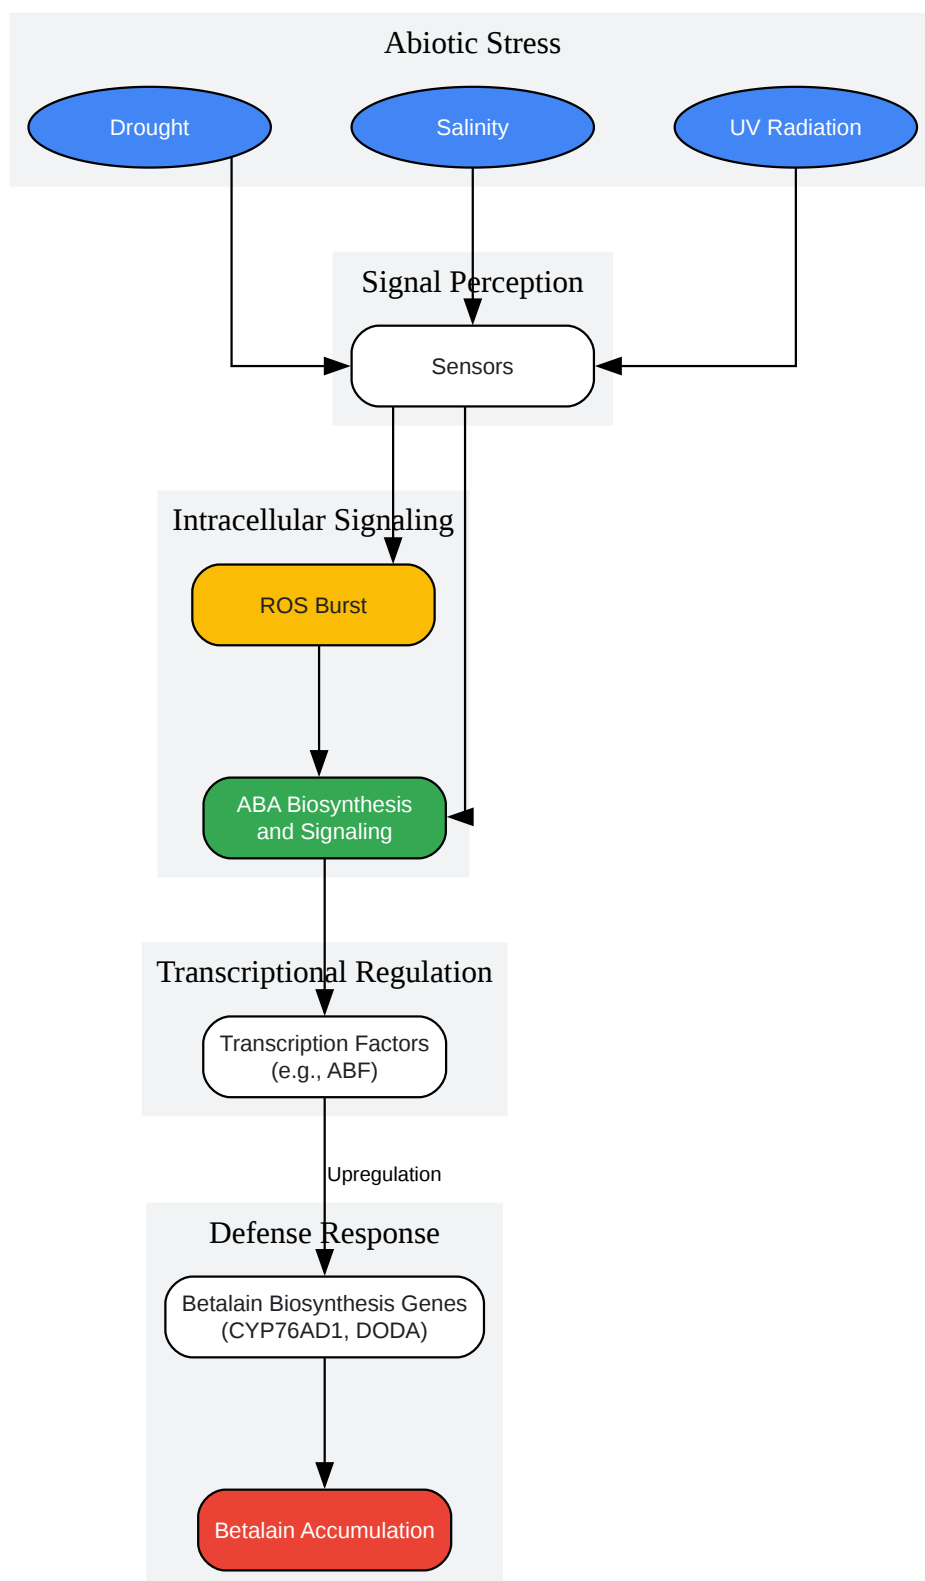 Abiotic Stress
Drought
Salinity
UV Radiation
Signal Perception
Sensors
Intracellular Signaling
ROS Burst
ABA Biosynthesis
and Signaling
Transcriptional Regulation
Transcription Factors
(e.g., ABF)
Upregulation
Defense Response
Betalain Biosynthesis Genes
(CYP76AD1, DODA)
Betalain Accumulation